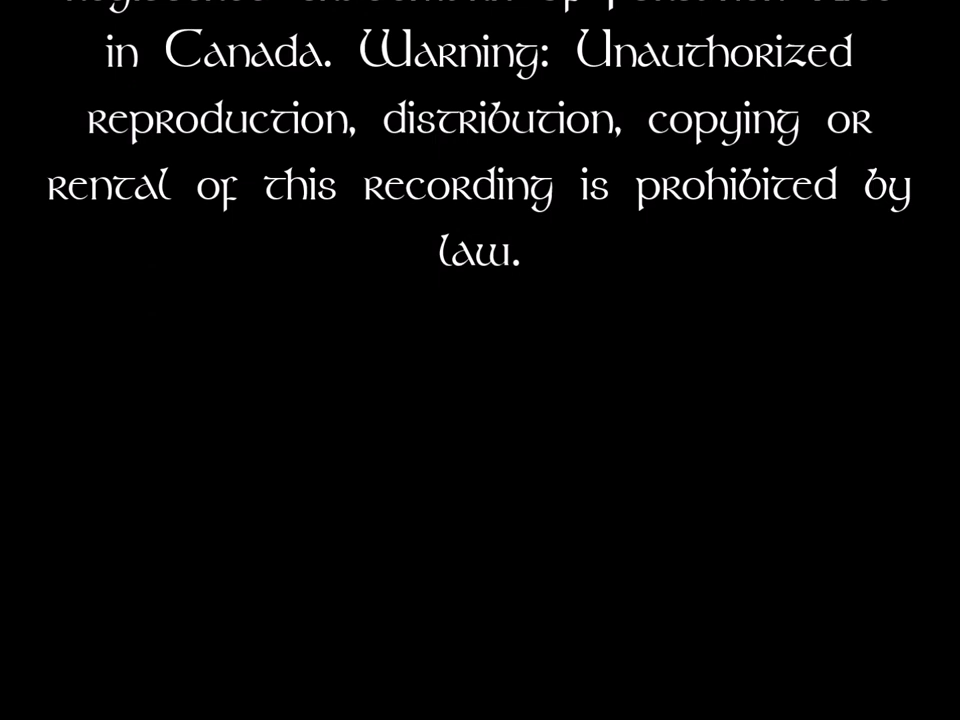 in Canada. Warning: Unauthorized
reproduction, distribution, copying or
rental of this recording is prohibited by
law.